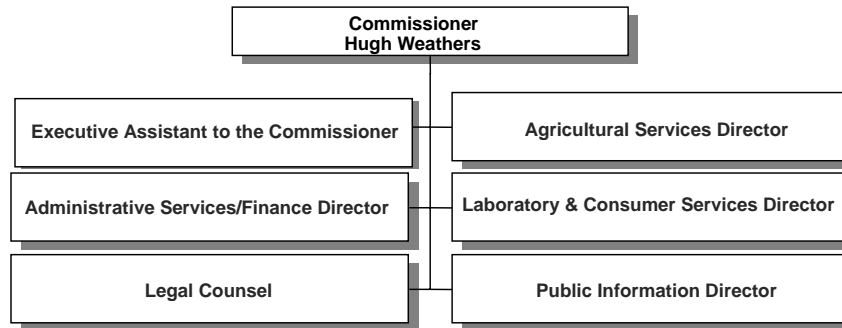 Commissioner
Hugh Weathers
Executive Assistant to the Commissioner
Agricultural Services Director
Administrative Services/Finance Director
Laboratory & Consumer Services Director
Legal Counsel
Public Information Director